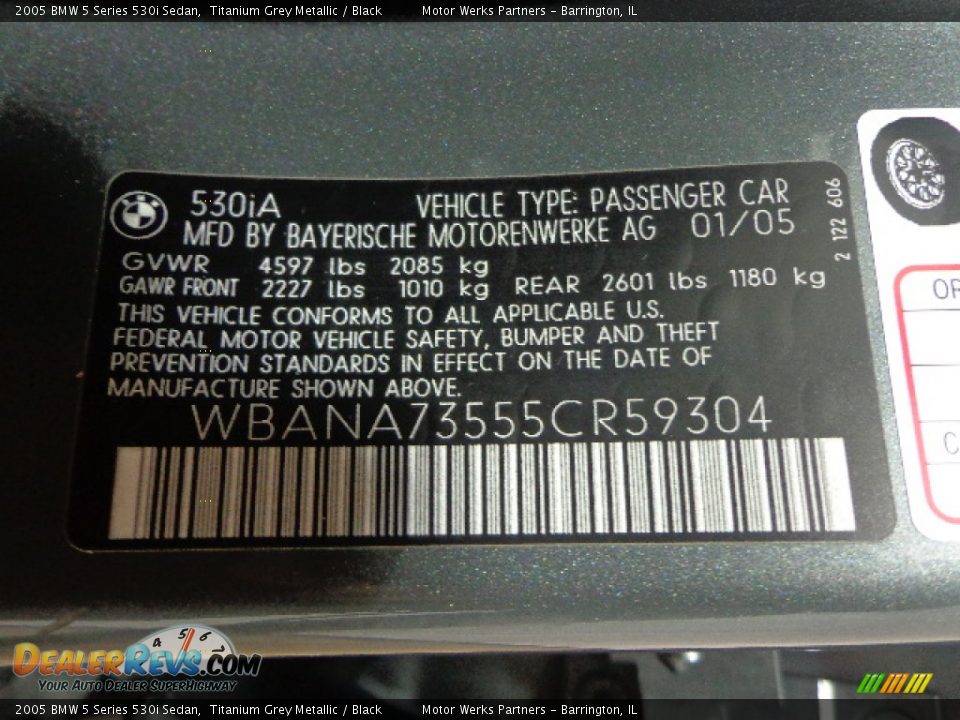 2005 BMW 5 Series 530i Sedan, Titanium Grey Metallic / Black Motor Werks Partners - Barrington, IL
530iA VEHICLE TYPE: PASSENGER CAR
MFD BY BAYERISCHE MOTORENWERKE AG 01/05
2 122 606
GVWR 4597 lbs 2085 kg
GAWR FRONT 2227 lbs 1010 kg REAR 2601 lbs 1180 kg
THIS VEHICLE CONFORMS TO ALL APPLICABLE U.S.
FEDERAL MOTOR VEHICLE SAFETY, BUMPER AND THEFT
PREVENTION STANDARDS IN EFFECT ON THE DATE OF
MANUFACTURE SHOWN ABOVE.
WBANA73555CR59304
4 5 6 7
DEALERREVS.COM
YOUR AUTO DEALER SUPERHIGHWAY
2005 BMW 5 Series 530i Sedan, Titanium Grey Metallic / Black Motor Werks Partners - Barrington, IL